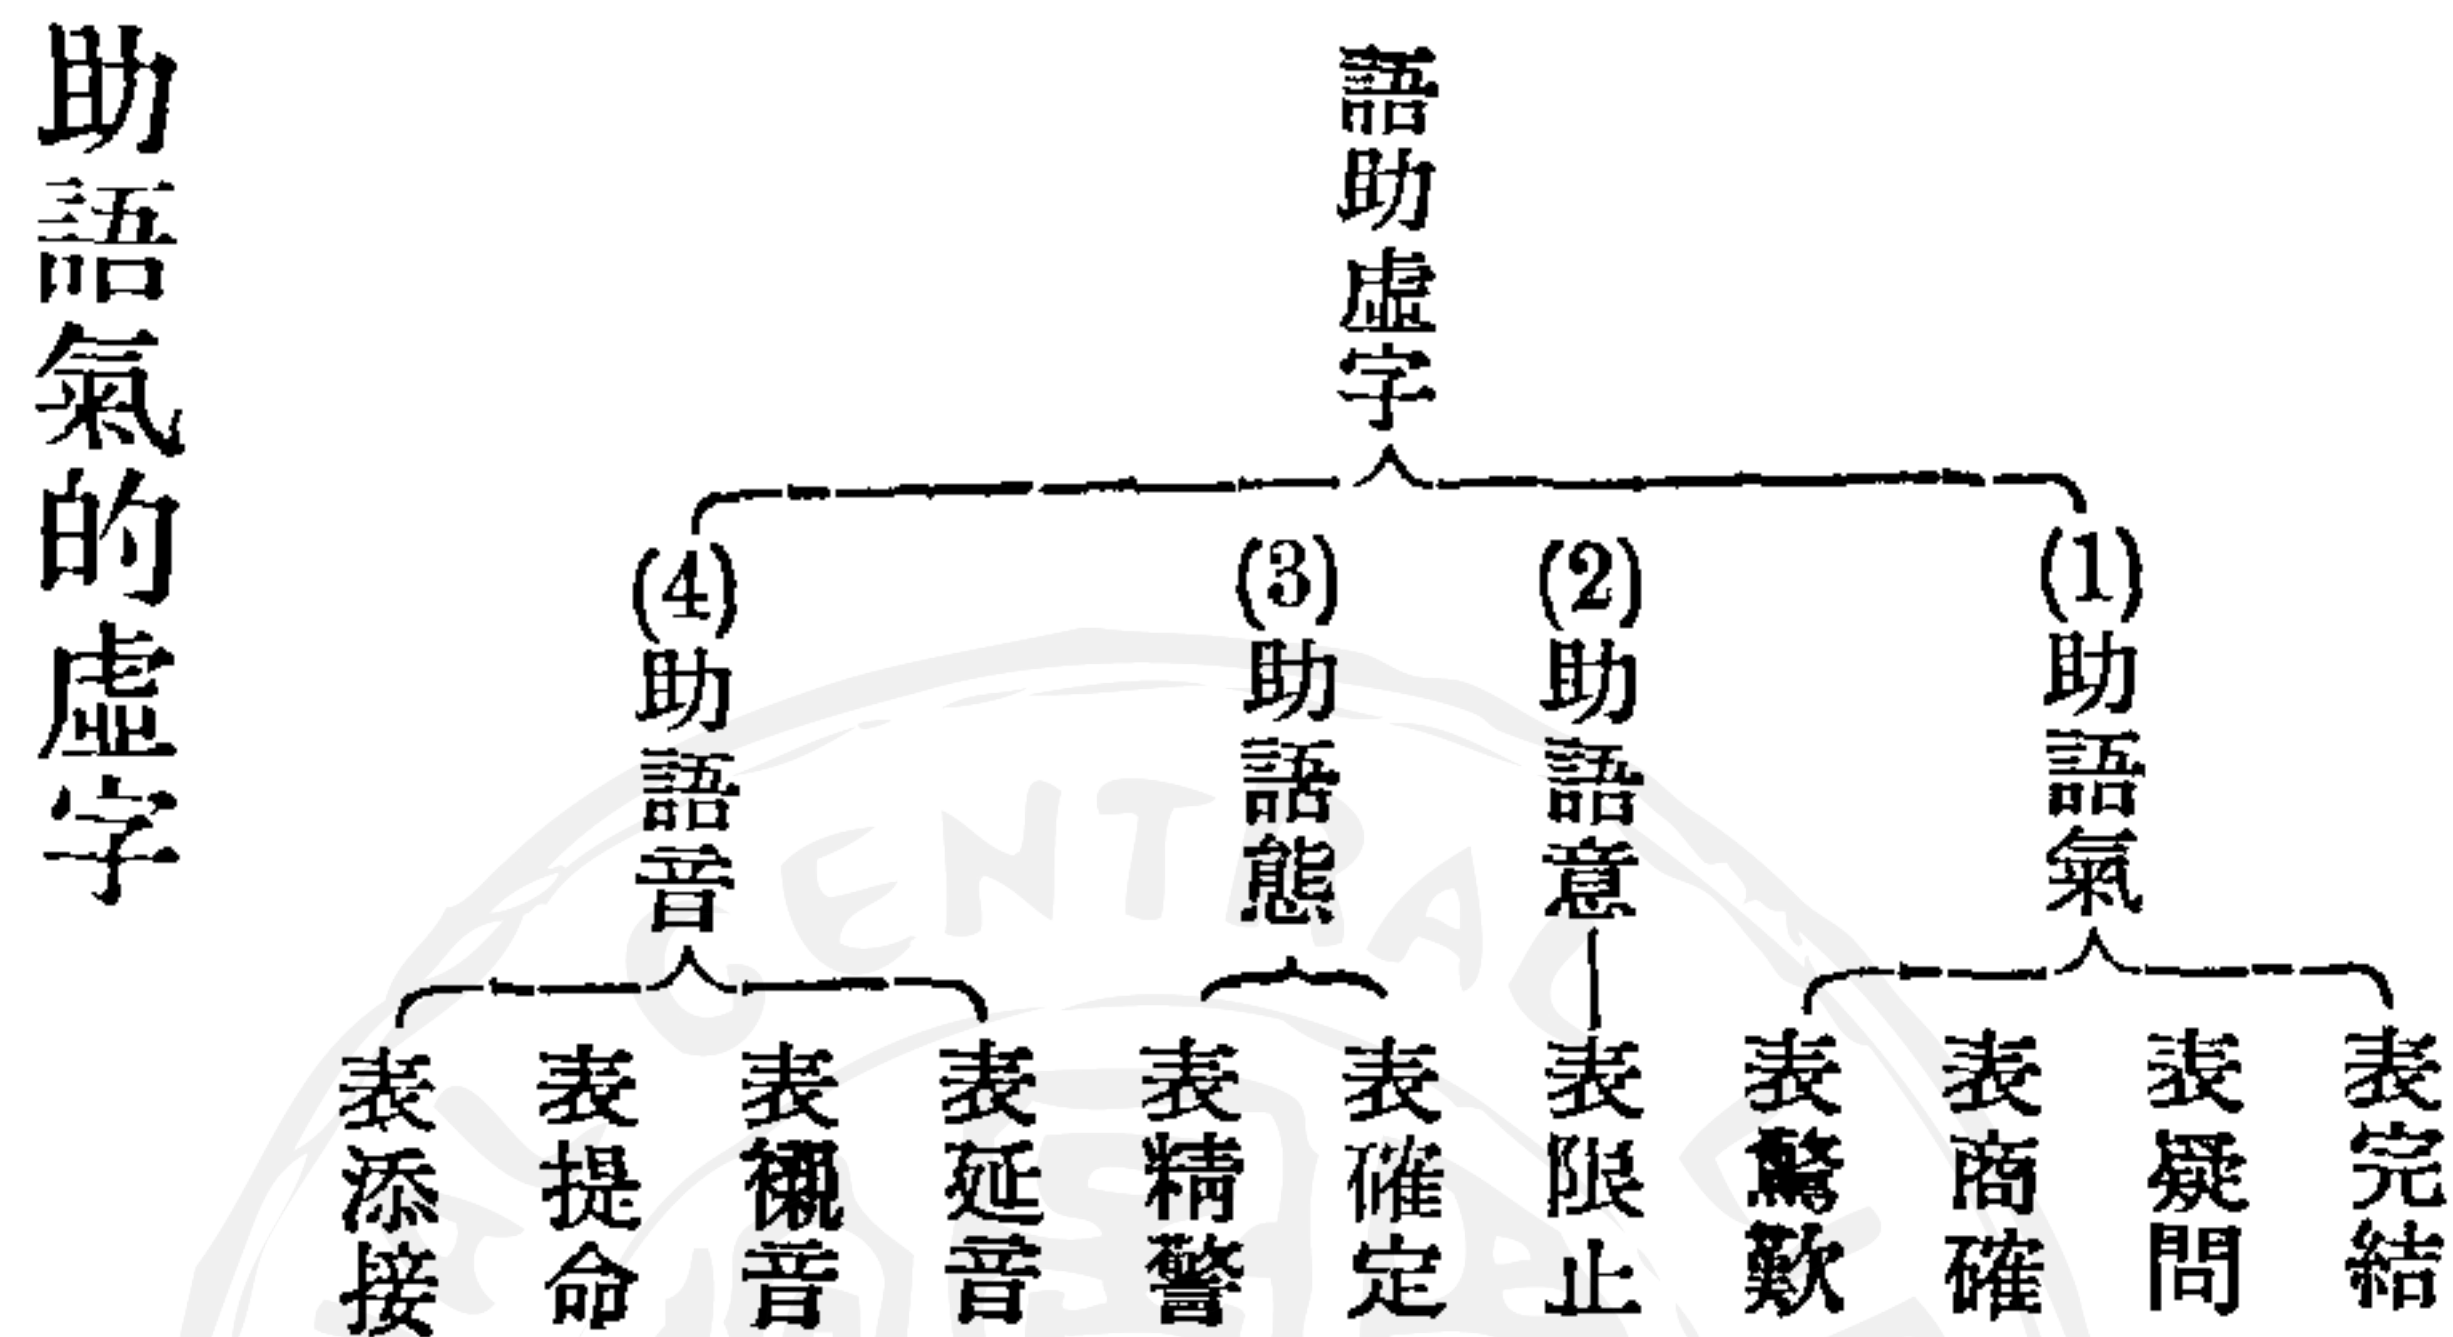 語助虛字
(1)助語氣
表完結
表疑問
表商確
表驚歎
(2)助語意
表限止
(3)助語態
表確定
表精警
(4)助語音
表延音
表襯音
表提命
表添接
助語氣的虛字
CENTRAL